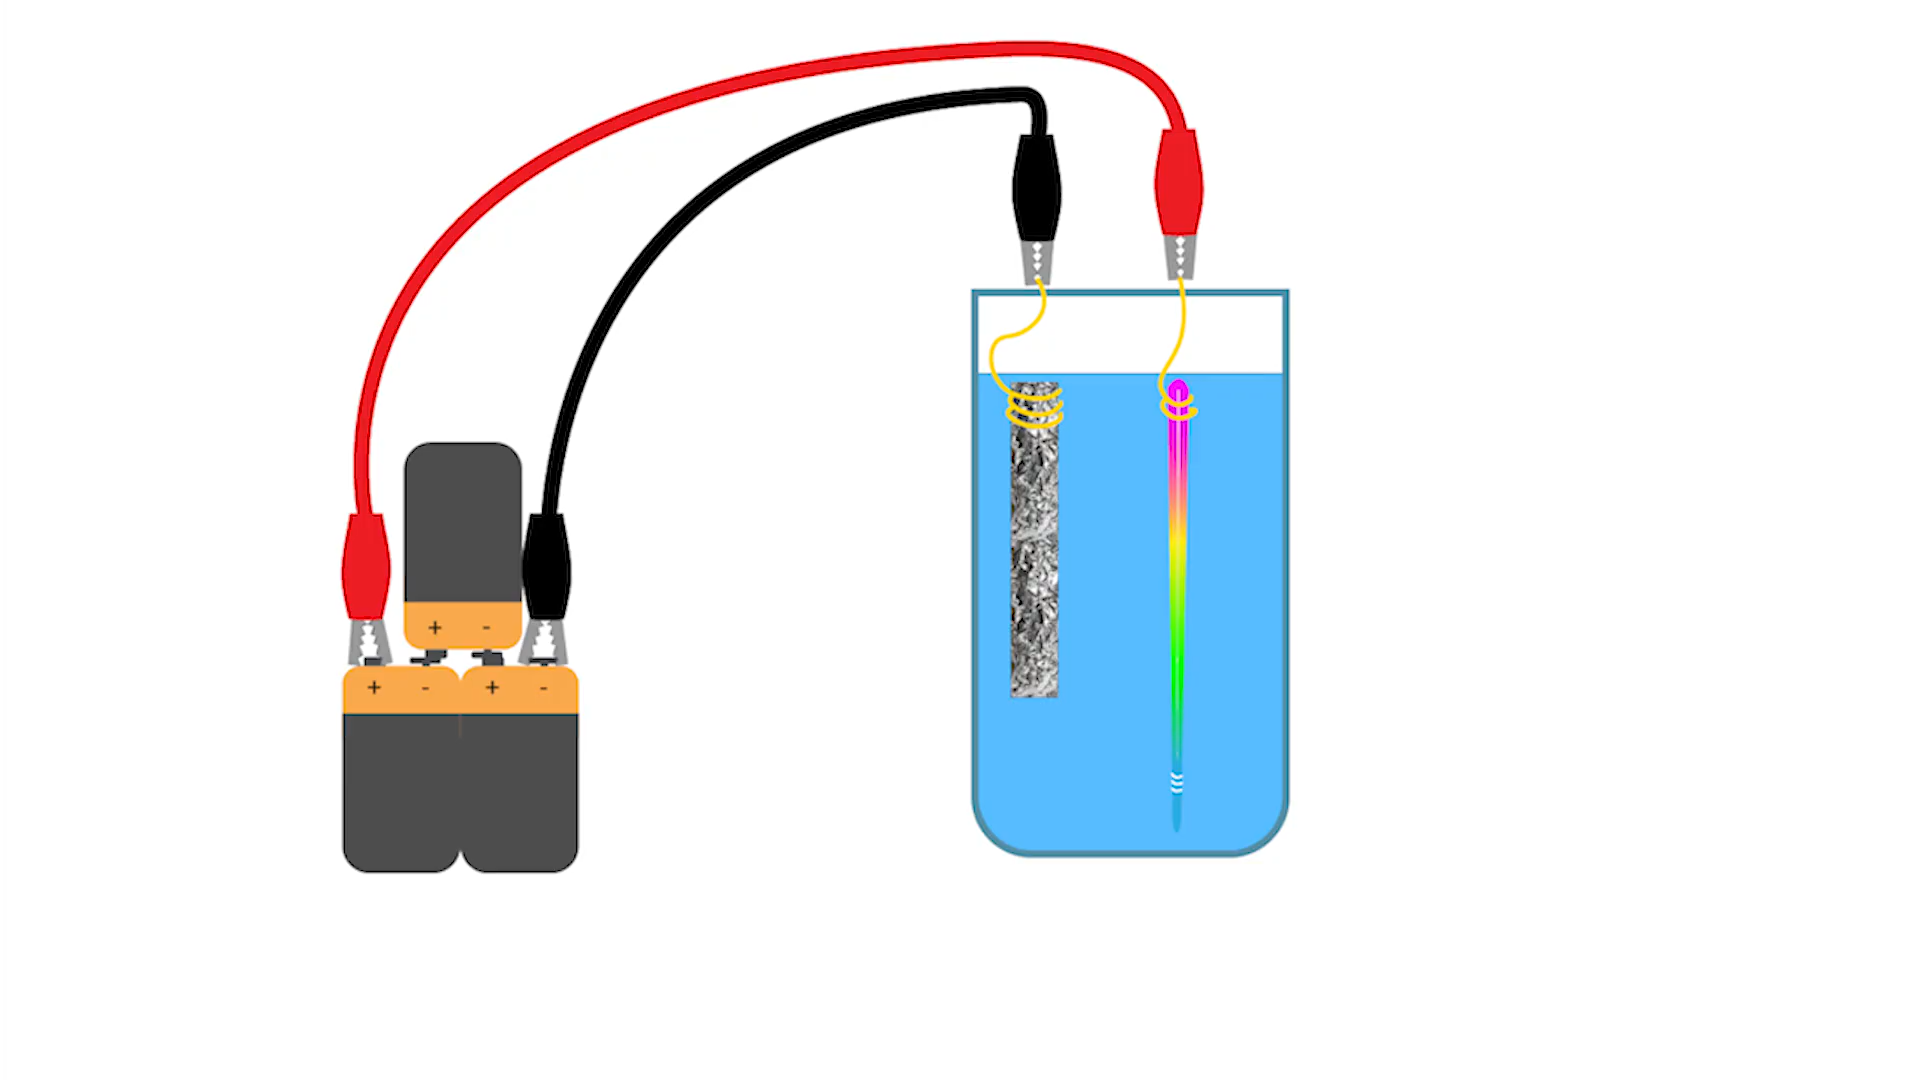 + -
+ - + -